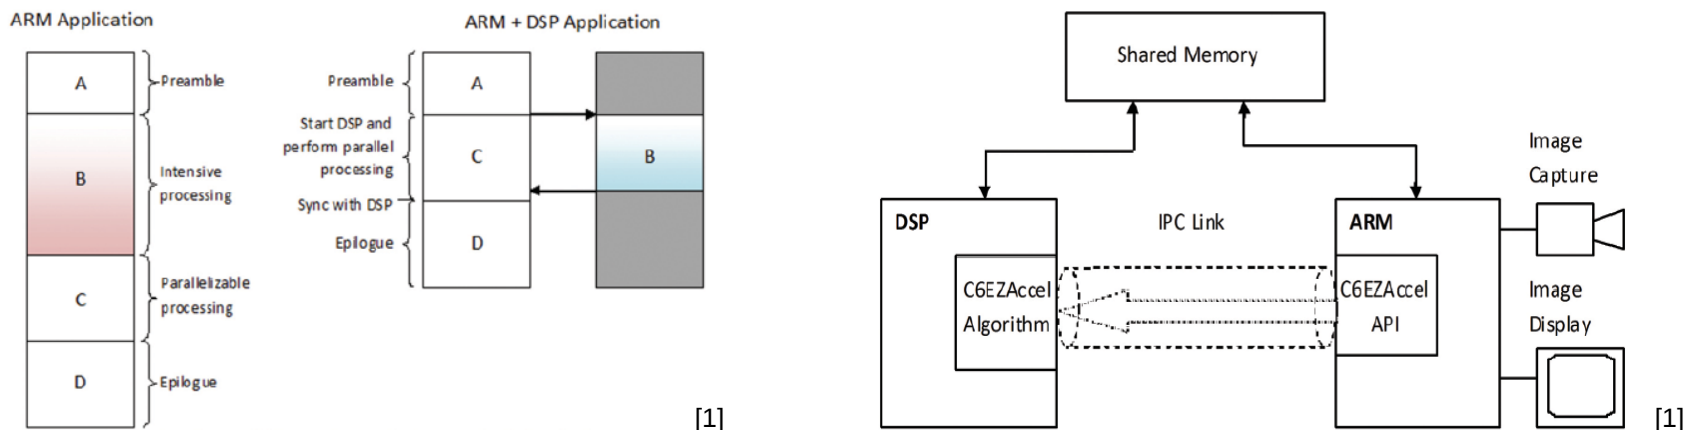 ARM Application
A
Preamble
B
Intensive
processing
C
Parallelizable
processing
D
Epilogue
ARM + DSP Application
Preamble
A
Start DSP and
perform parallel
processing
C
B
Sync with DSP
Epilogue
D
[1]
Shared Memory
DSP
IPC Link
ARM
C6EZAccel
Algorithm
C6EZAccel
API
Image
Capture
Image
Display
[1]